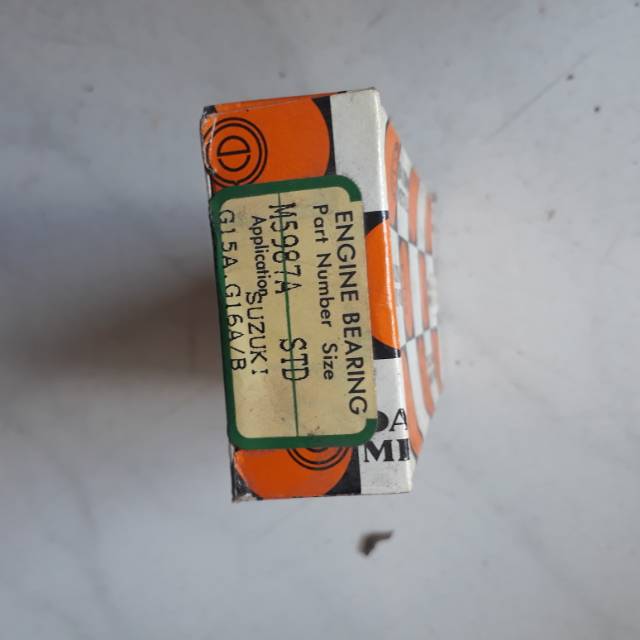 ENGINE BEARING
Part Number Size
M5987A STD
Application
SUZUKI
G15A G16A/B
DA
MI